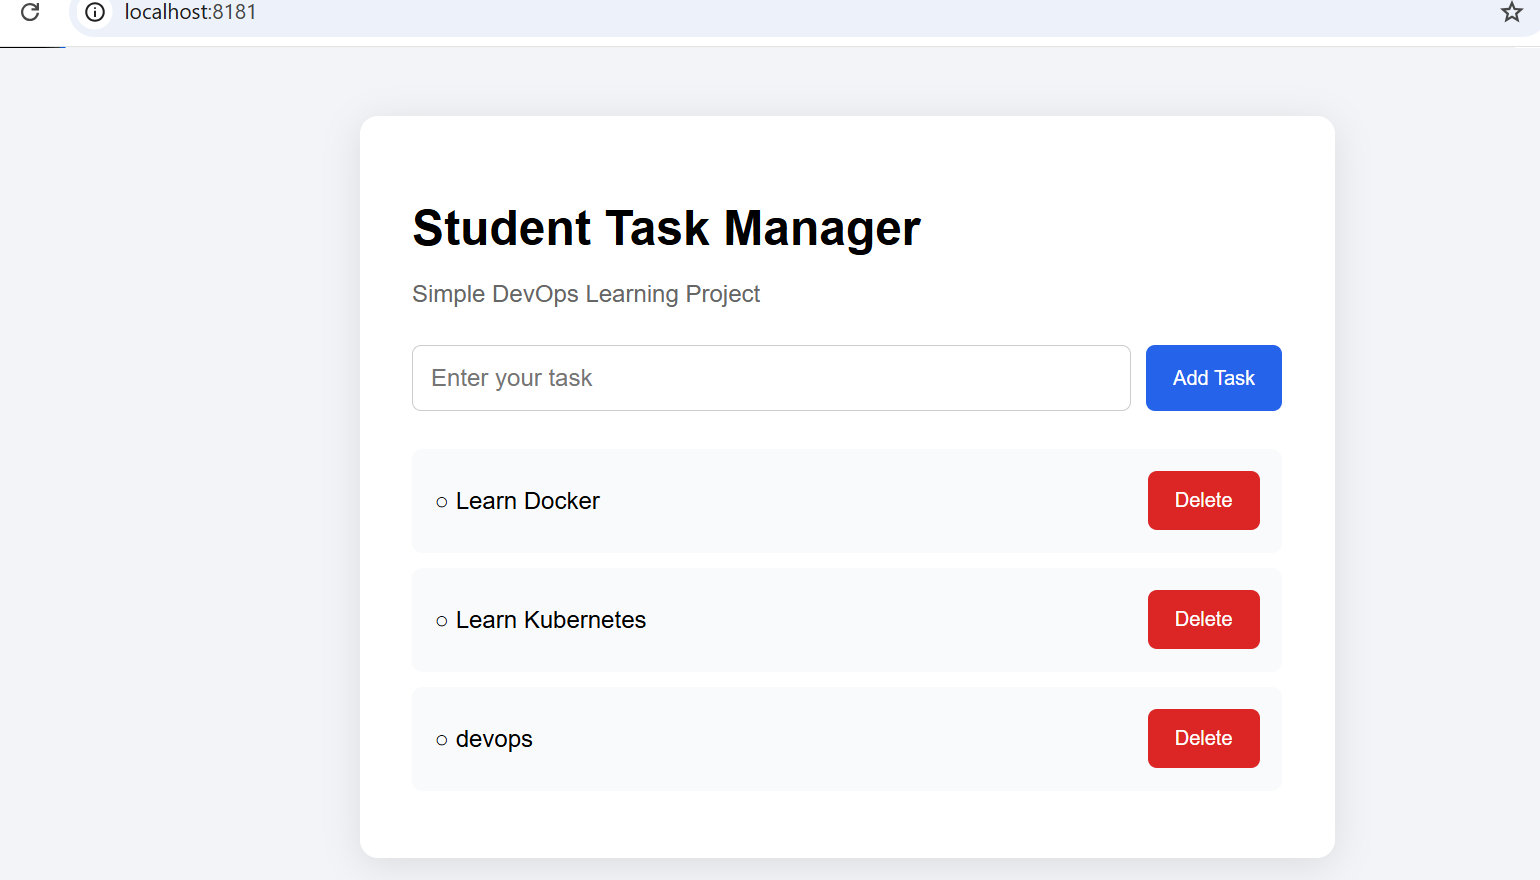 localhost:8181
Student Task Manager
Simple DevOps Learning Project
Enter your task
Add Task
○ Learn Docker
Delete
○ Learn Kubernetes
Delete
○ devops
Delete